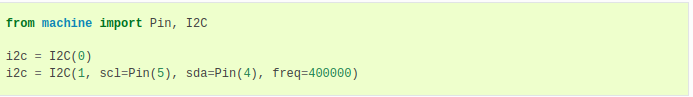 from machine import Pin, I2C
i2c = I2C(0)
i2c = I2C(1, scl=Pin(5), sda=Pin(4), freq=400000)